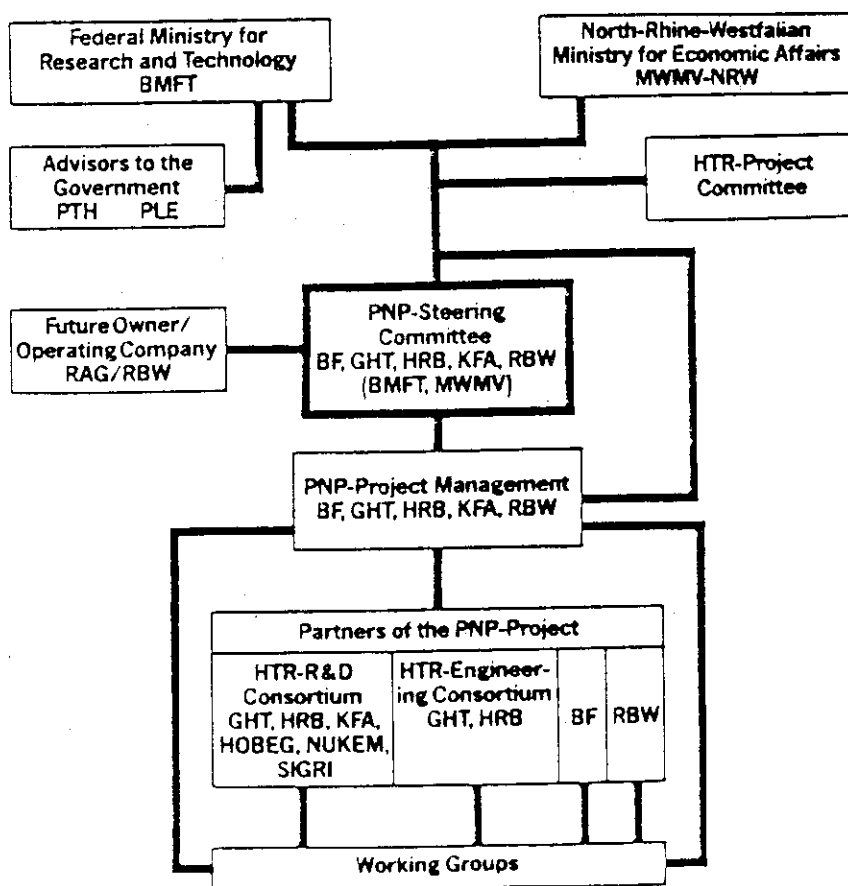 Federal Ministry for
Research and Technology
BMFT
North-Rhine-Westfalian
Ministry for Economic Affairs
MWMV-NRW
Advisors to the
Government
PTH PLE
HTR-Project
Committee
Future Owner/
Operating Company
RAG/RBW
PNP-Steering
Committee
BF, GHT, HRB, KFA, RBW
(BMFT, MWMV)
PNP-Project Management
BF, GHT, HRB, KFA, RBW
Partners of the PNP-Project
HTR-R&D
Consortium
GHT, HRB, KFA,
HOBEG, NUKEM,
SIGRI
HTR-Engineer-
ing Consortium
GHT, HRB
BF
RBW
Working Groups